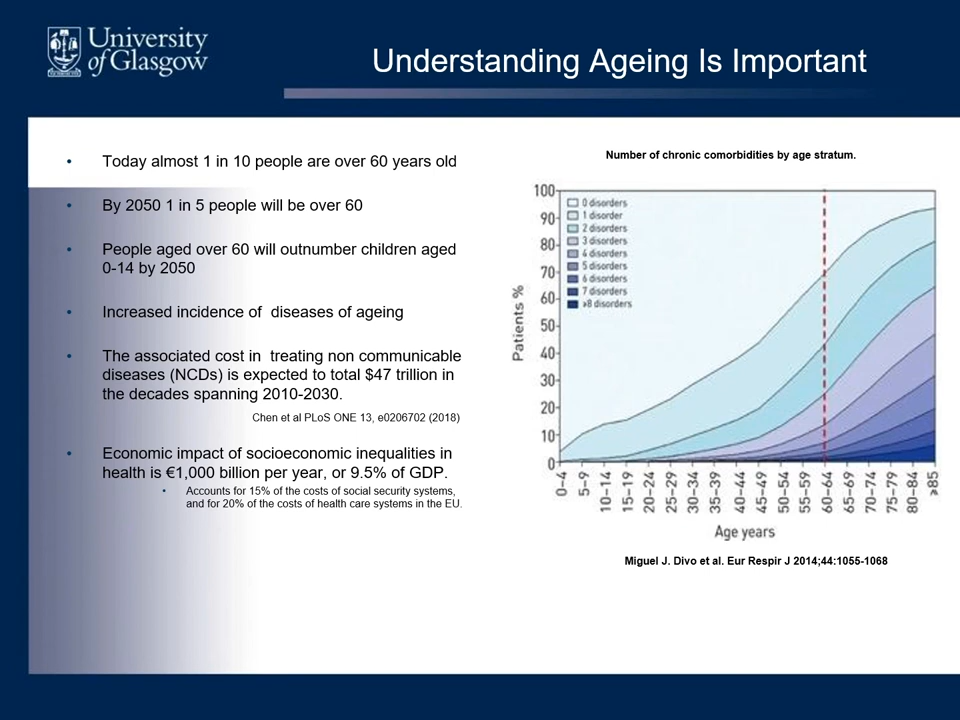 University
of Glasgow
Understanding Ageing Is Important
• Today almost 1 in 10 people are over 60 years old
• By 2050 1 in 5 people will be over 60
• People aged over 60 will outnumber children aged
0-14 by 2050
• Increased incidence of diseases of ageing
• The associated cost in treating non communicable
diseases (NCDs) is expected to total $47 trillion in
the decades spanning 2010-2030.
Chen et al PLoS ONE 13, e0206702 (2018)
• Economic impact of socioeconomic inequalities in
health is €1,000 billion per year, or 9.5% of GDP.
• Accounts for 15% of the costs of social security systems,
and for 20% of the costs of health care systems in the EU.
Number of chronic comorbidities by age stratum.
100
90
80
70
60
50
40
30
20
10
0
Patients %
0 disorders
1 disorder
2 disorders
3 disorders
4 disorders
5 disorders
6 disorders
7 disorders
≥8 disorders
0–4
5–9
10–14
15–19
20–24
25–29
30–34
35–39
40–44
45–49
50–54
55–59
60–64
65–69
70–74
75–79
80–84
≥85
Age years
Miguel J. Divo et al. Eur Respir J 2014;44:1055-1068